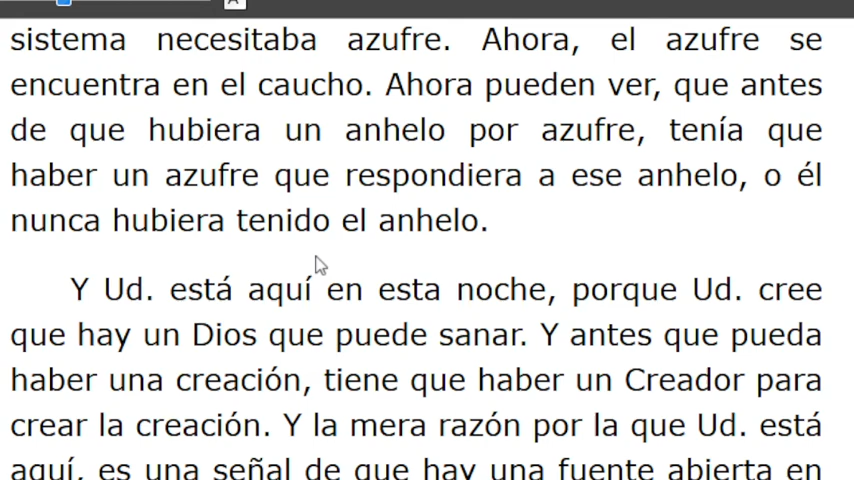 sistema necesitaba azufre. Ahora, el azufre se
encuentra en el caucho. Ahora pueden ver, que antes
de que hubiera un anhelo por azufre, tenía que
haber un azufre que respondiera a ese anhelo, o él
nunca hubiera tenido el anhelo.
Y Ud. está aquí en esta noche, porque Ud. cree
que hay un Dios que puede sanar. Y antes que pueda
haber una creación, tiene que haber un Creador para
crear la creación. Y la mera razón por la que Ud. está
aquí, es una señal de que hay una fuente abierta en